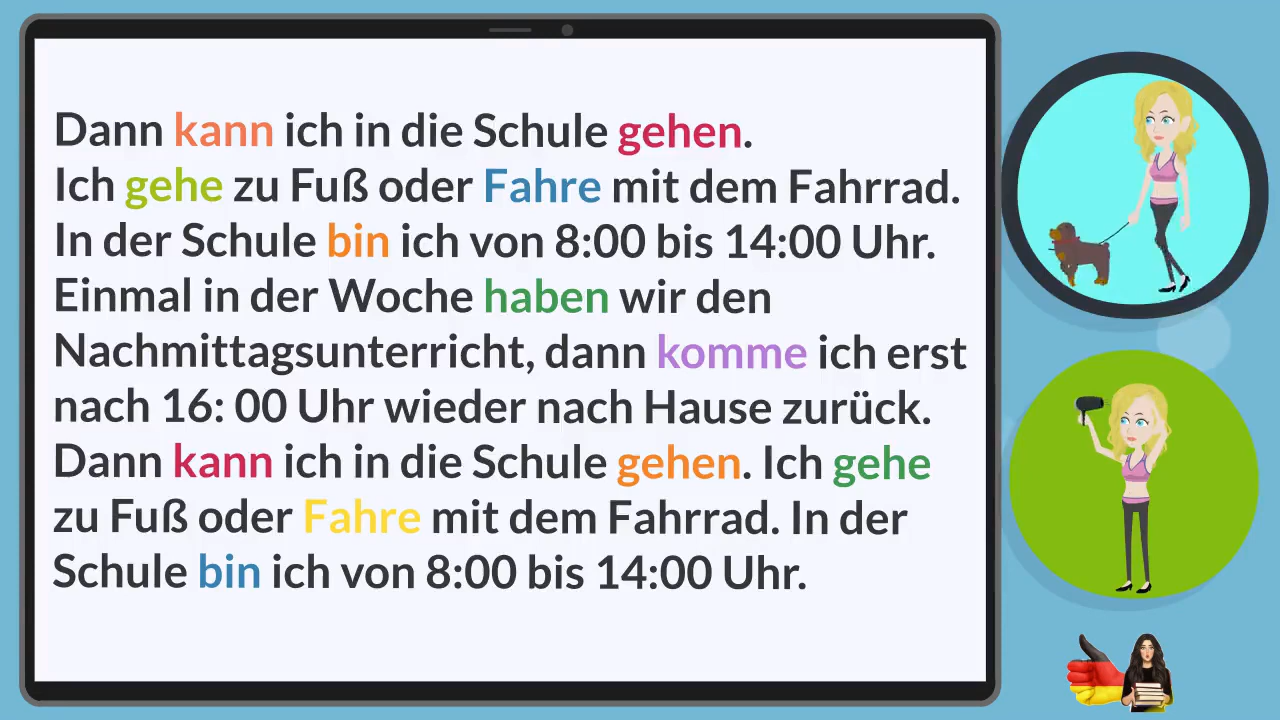 Dann kann ich in die Schule gehen.
Ich gehe zu Fuß oder Fahre mit dem Fahrrad.
In der Schule bin ich von 8:00 bis 14:00 Uhr.
Einmal in der Woche haben wir den
Nachmittagsunterricht, dann komme ich erst
nach 16: 00 Uhr wieder nach Hause zurück.
Dann kann ich in die Schule gehen. Ich gehe
zu Fuß oder Fahre mit dem Fahrrad. In der
Schule bin ich von 8:00 bis 14:00 Uhr.